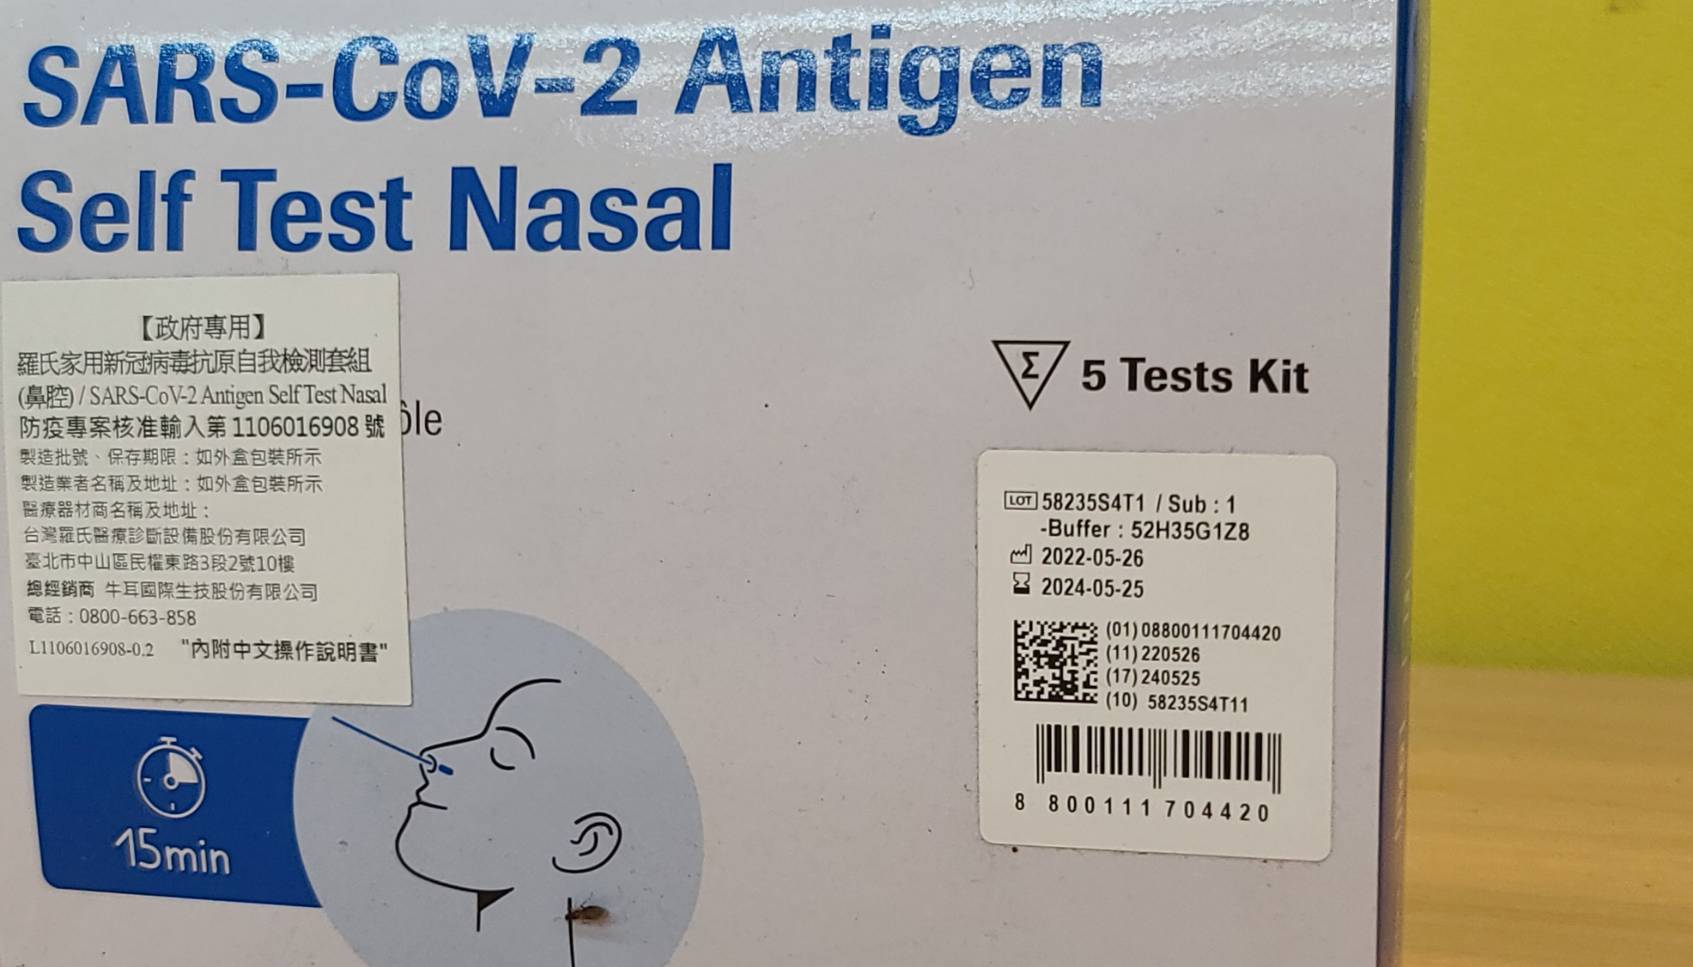 SARS-CoV-2 Antigen
Self Test Nasal
【政府專用】
羅氏家用新冠病毒抗原自我檢測套組
(鼻腔) / SARS-CoV-2 Antigen Self Test Nasal
防疫專案核准輸入第 1106016908 號
製造批號、保存期限：如外盒包裝所示
製造業者名稱及地址：如外盒包裝所示
醫療器材商名稱及地址：
台灣羅氏醫療診斷設備股份有限公司
臺北市中山區民權東路3段2號10樓
總經銷商 牛耳國際生技股份有限公司
電話：0800-663-858
L1106016908-0.2 "內附中文操作說明書"
ôle
Σ 5 Tests Kit
LOT 58235S4T1 / Sub : 1
-Buffer : 52H35G1Z8
2022-05-26
2024-05-25
(01) 08800111704420
(11) 220526
(17) 240525
(10) 58235S4T11
8 800111 704420
15min